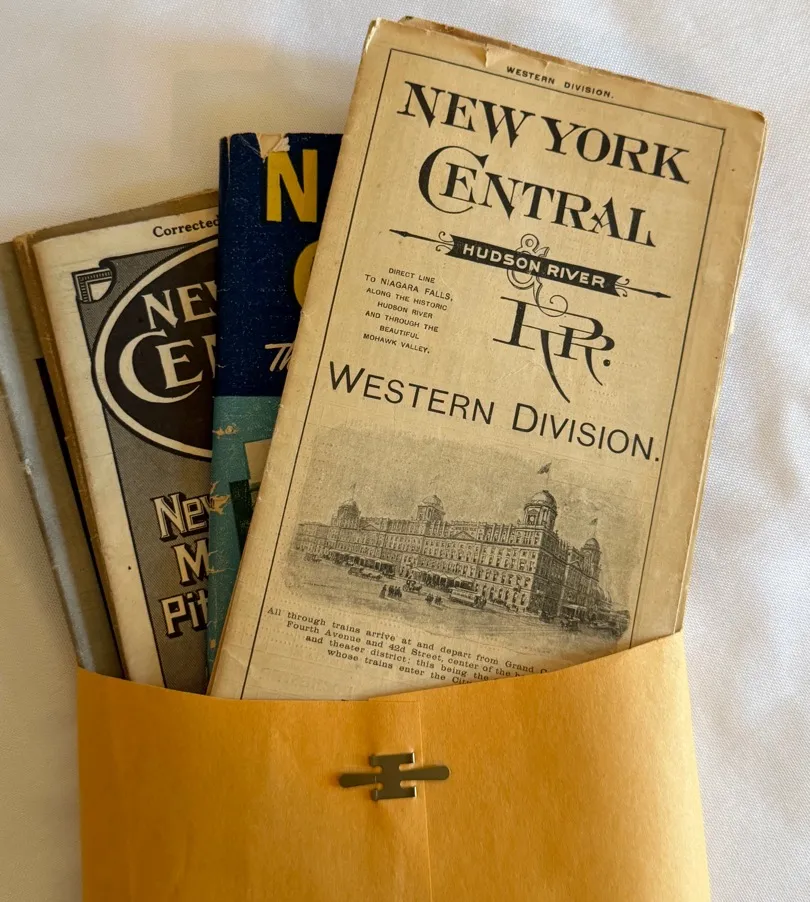 WESTERN DIVISION.
NEW YORK
CENTRAL
&
HUDSON RIVER
R.R.
DIRECT LINE
TO NIAGARA FALLS,
ALONG THE HISTORIC
HUDSON RIVER
AND THROUGH THE
BEAUTIFUL
MOHAWK VALLEY.
WESTERN DIVISION.
All through trains arrive at and depart from Grand C
Fourth Avenue and 42d Street, center of the h
and theater district; this being the
whose trains enter the City
N
C
Th
Corrected
NEW
CEN
New
M
Pit